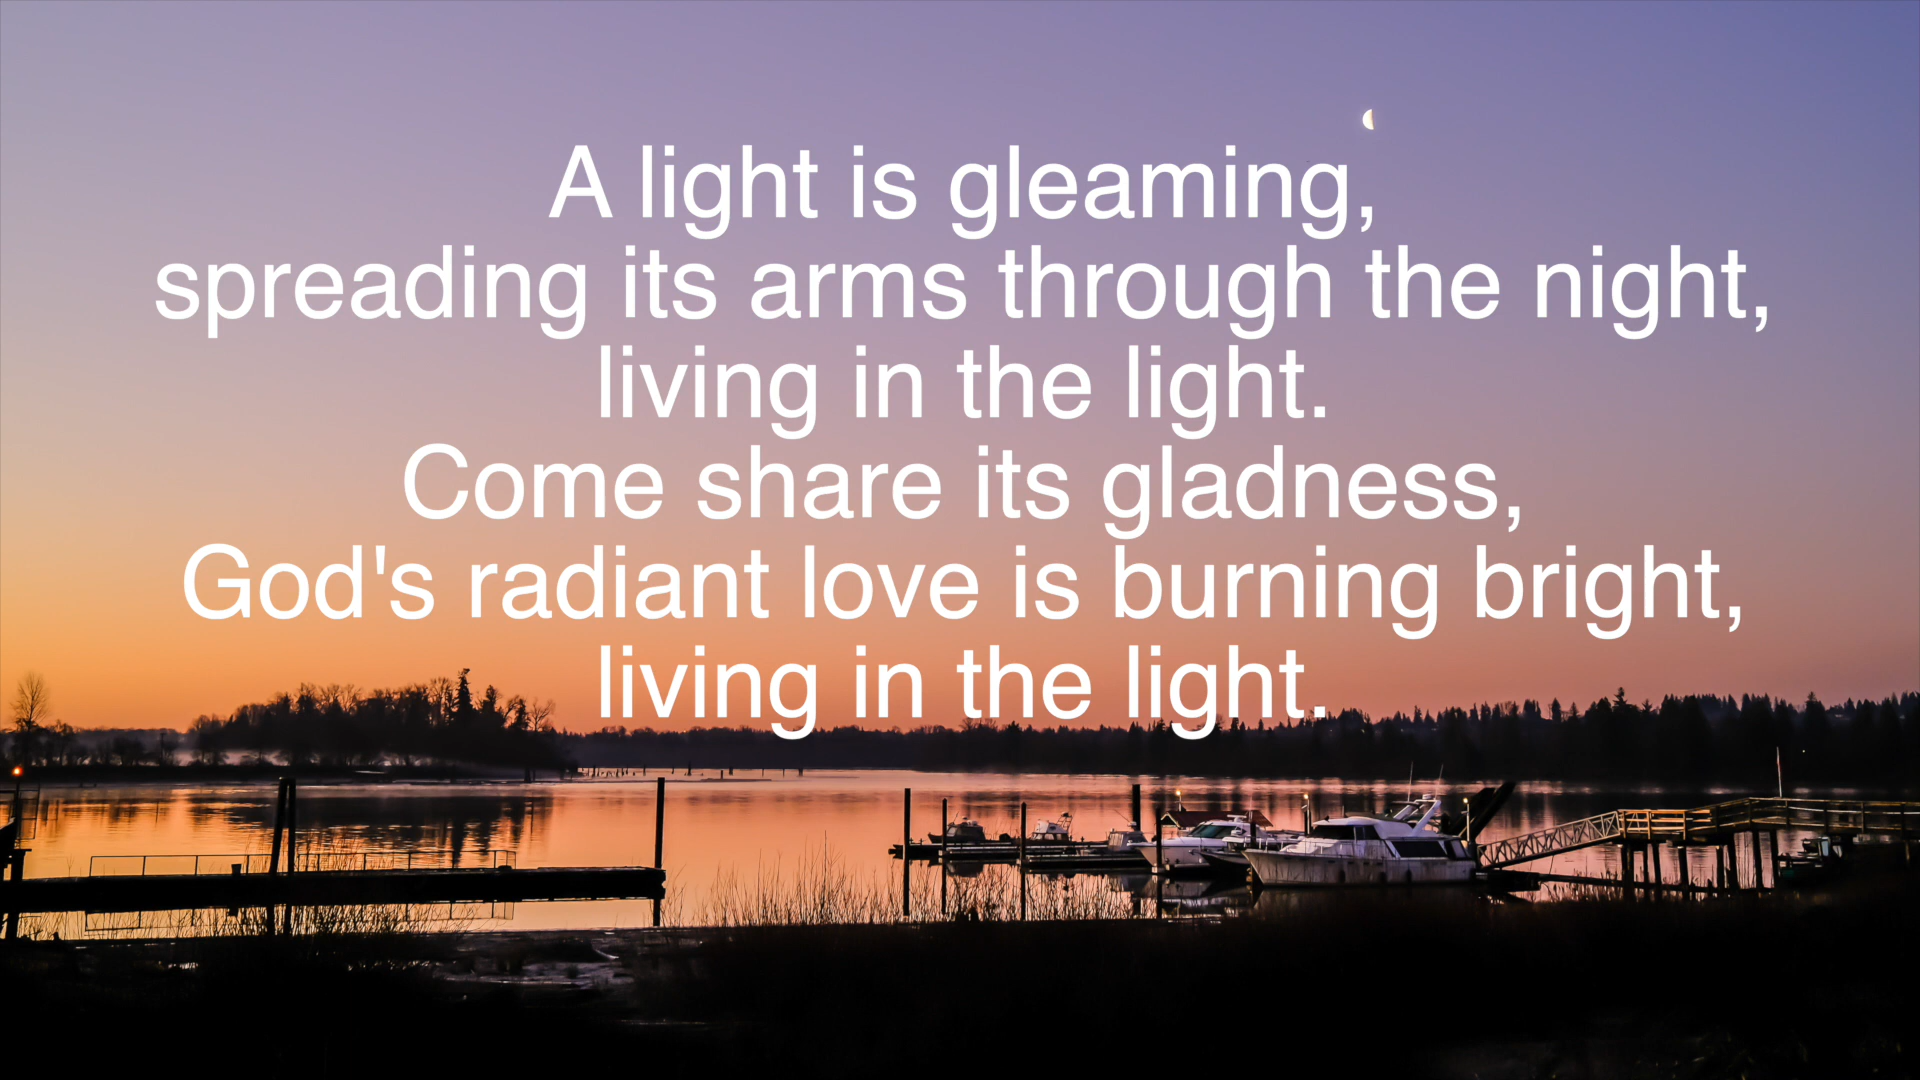 A light is gleaming,
spreading its arms through the night,
living in the light.
Come share its gladness,
God's radiant love is burning bright,
living in the light.